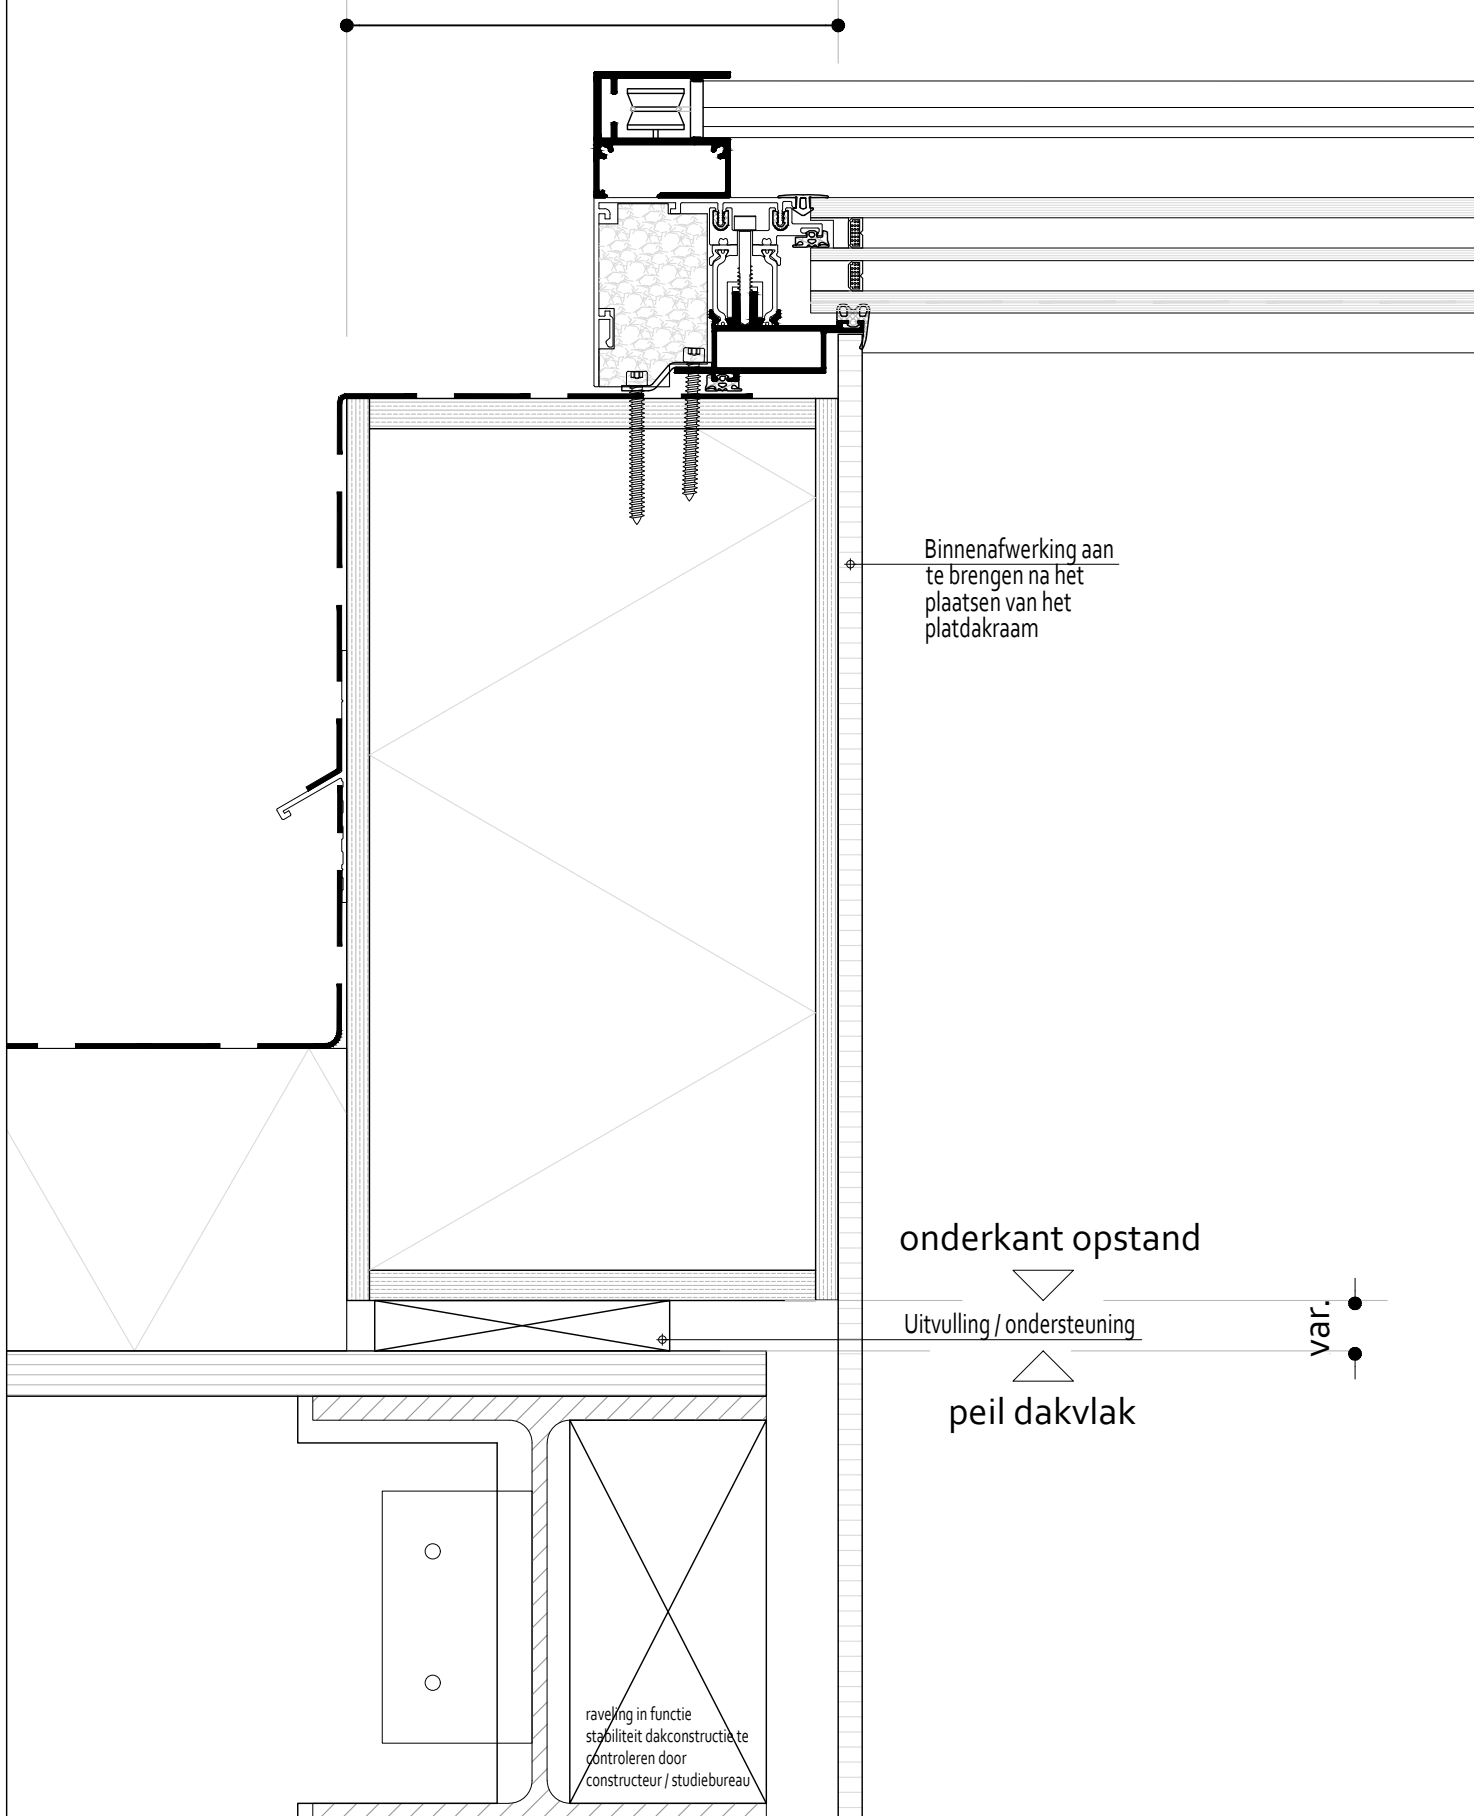 Binnenafwerking aan
te brengen na het
plaatsen van het
platdakraam
onderkant opstand
Uitvulling / ondersteuning
var.
peil dakvlak
raveling in functie
stabiliteit dakconstructie te
controleren door
constructeur / studiebureau